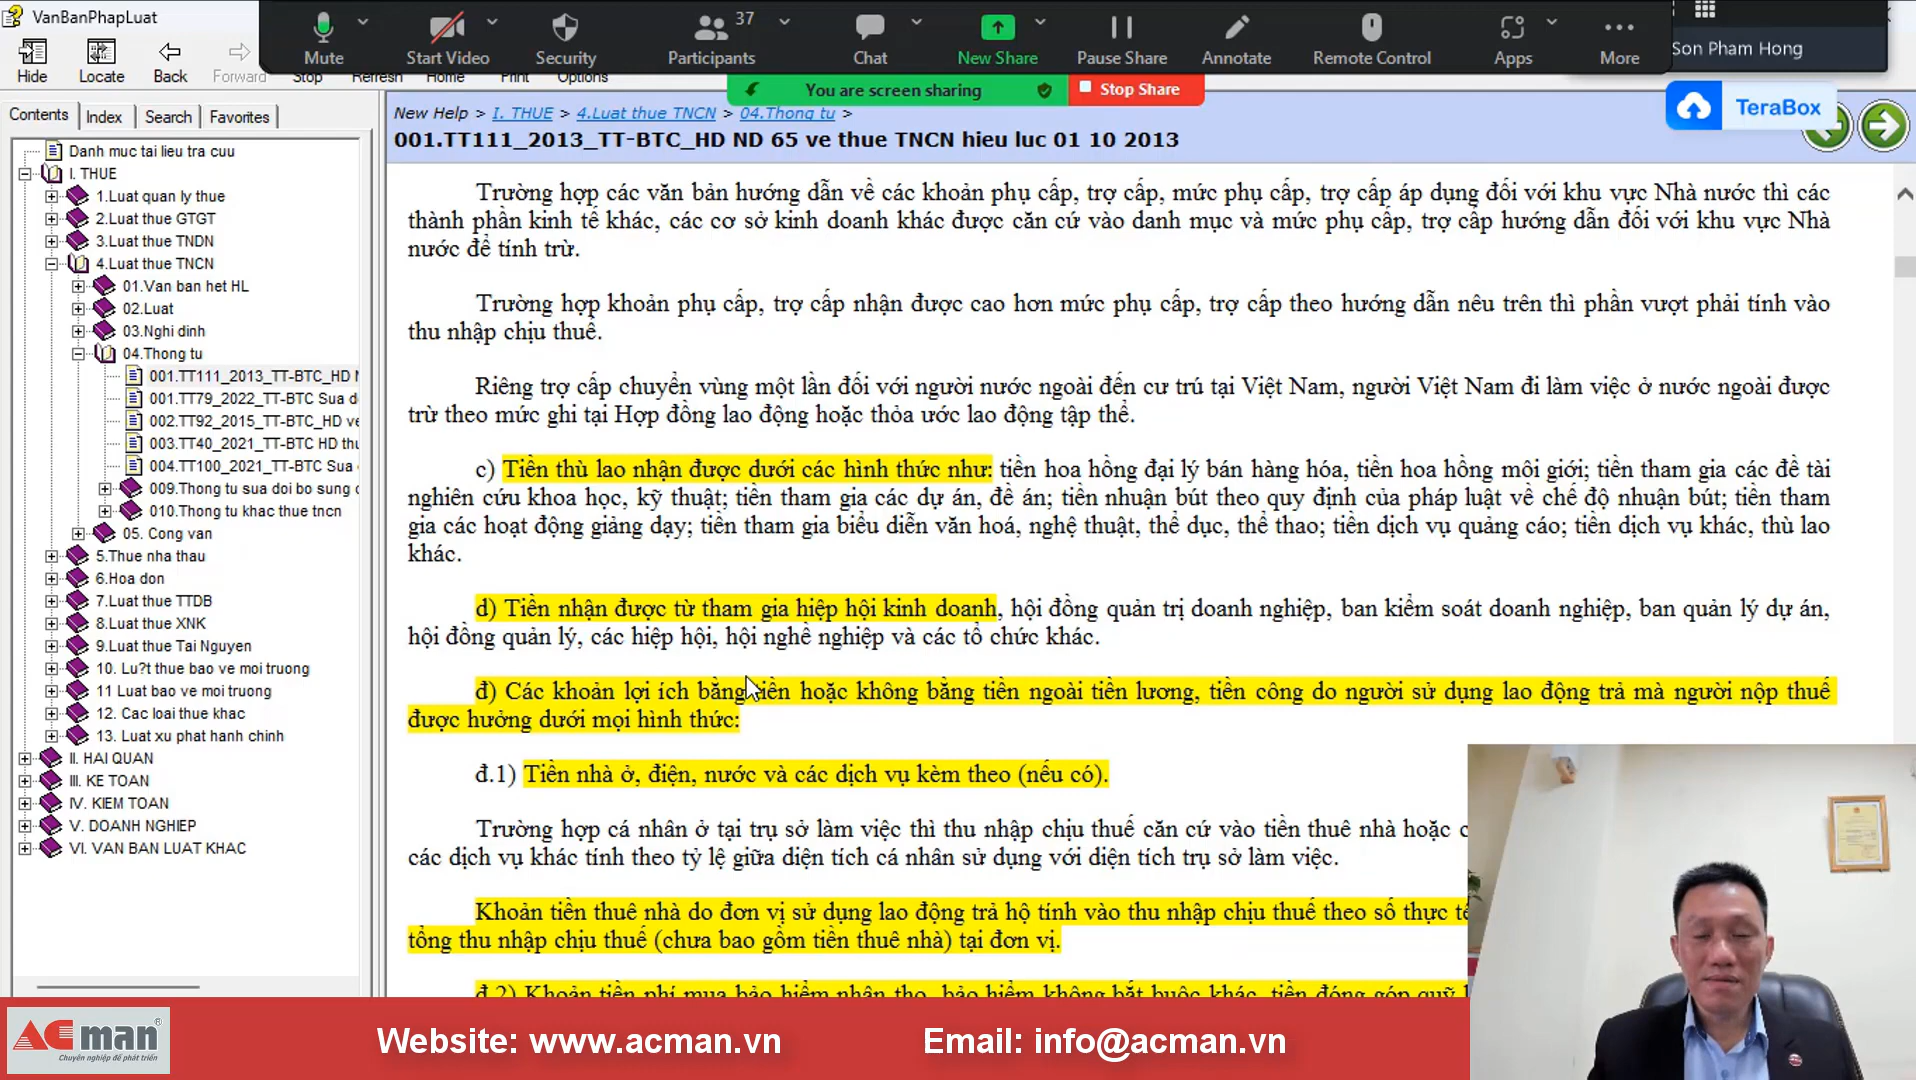 VanBanPhapLuat
Hide
Locate
Back
Forward
Stop
Refresh
Home
Print
Options
Mute
Start Video
Security
Participants
37
Chat
New Share
Pause Share
Annotate
Remote Control
Apps
More
Son Pham Hong
You are screen sharing
Stop Share
TeraBox
Contents
Index
Search
Favorites
Danh muc tai lieu tra cuu
I. THUE
1.Luat quan ly thue
2.Luat thue GTGT
3.Luat thue TNDN
4.Luat thue TNCN
01.Van ban het HL
02.Luat
03.Nghi dinh
04.Thong tu
001.TT111_2013_TT-BTC_HD
001.TT79_2022_TT-BTC Sua d
002.TT92_2015_TT-BTC_HD ve
003.TT40_2021_TT-BTC HD thu
004.TT100_2021_TT-BTC Sua
009.Thong tu sua doi bo sung
010.Thong tu khac thue tncn
05. Cong van
5.Thue nha thau
6.Hoa don
7.Luat thue TTDB
8.Luat thue XNK
9.Luat thue Tai Nguyen
10. Lu?t thue bao ve moi truong
11 Luat bao ve moi truong
12. Cac loai thue khac
13. Luat xu phat hanh chinh
II. HAI QUAN
III. KE TOAN
IV. KIEM TOAN
V. DOANH NGHIEP
VI. VAN BAN LUAT KHAC
New Help > I. THUE > 4.Luat thue TNCN > 04.Thong tu >
001.TT111_2013_TT-BTC_HD ND 65 ve thue TNCN hieu luc 01 10 2013
Trường hợp các văn bản hướng dẫn về các khoản phụ cấp, trợ cấp, mức phụ cấp, trợ cấp áp dụng đối với khu vực Nhà nước thì các
thành phần kinh tế khác, các cơ sở kinh doanh khác được căn cứ vào danh mục và mức phụ cấp, trợ cấp hướng dẫn đối với khu vực Nhà
nước để tính trừ.
Trường hợp khoản phụ cấp, trợ cấp nhận được cao hơn mức phụ cấp, trợ cấp theo hướng dẫn nêu trên thì phần vượt phải tính vào
thu nhập chịu thuế.
Riêng trợ cấp chuyển vùng một lần đối với người nước ngoài đến cư trú tại Việt Nam, người Việt Nam đi làm việc ở nước ngoài được
trừ theo mức ghi tại Hợp đồng lao động hoặc thỏa ước lao động tập thể.
c) Tiền thù lao nhận được dưới các hình thức như: tiền hoa hồng đại lý bán hàng hóa, tiền hoa hồng môi giới; tiền tham gia các đề tài
nghiên cứu khoa học, kỹ thuật; tiền tham gia các dự án, đề án; tiền nhuận bút theo quy định của pháp luật về chế độ nhuận bút; tiền tham
gia các hoạt động giảng dạy; tiền tham gia biểu diễn văn hoá, nghệ thuật, thể dục, thể thao; tiền dịch vụ quảng cáo; tiền dịch vụ khác, thù lao
khác.
d) Tiền nhận được từ tham gia hiệp hội kinh doanh, hội đồng quản trị doanh nghiệp, ban kiểm soát doanh nghiệp, ban quản lý dự án,
hội đồng quản lý, các hiệp hội, hội nghề nghiệp và các tổ chức khác.
đ) Các khoản lợi ích bằng tiền hoặc không bằng tiền ngoài tiền lương, tiền công do người sử dụng lao động trả mà người nộp thuế
được hưởng dưới mọi hình thức:
đ.1) Tiền nhà ở, điện, nước và các dịch vụ kèm theo (nếu có).
Trường hợp cá nhân ở tại trụ sở làm việc thì thu nhập chịu thuế căn cứ vào tiền thuê nhà hoặc c
các dịch vụ khác tính theo tỷ lệ giữa diện tích cá nhân sử dụng với diện tích trụ sở làm việc.
Khoản tiền thuê nhà do đơn vị sử dụng lao động trả hộ tính vào thu nhập chịu thuế theo số thực tế
tổng thu nhập chịu thuế (chưa bao gồm tiền thuê nhà) tại đơn vị.
đ.2) Khoản tiền phí mua bảo hiểm nhân thọ, bảo hiểm không bắt buộc khác, tiền đóng góp quỹ
ACman®
Chuyên nghiệp để phát triển
Website: www.acman.vn
Email: info@acman.vn